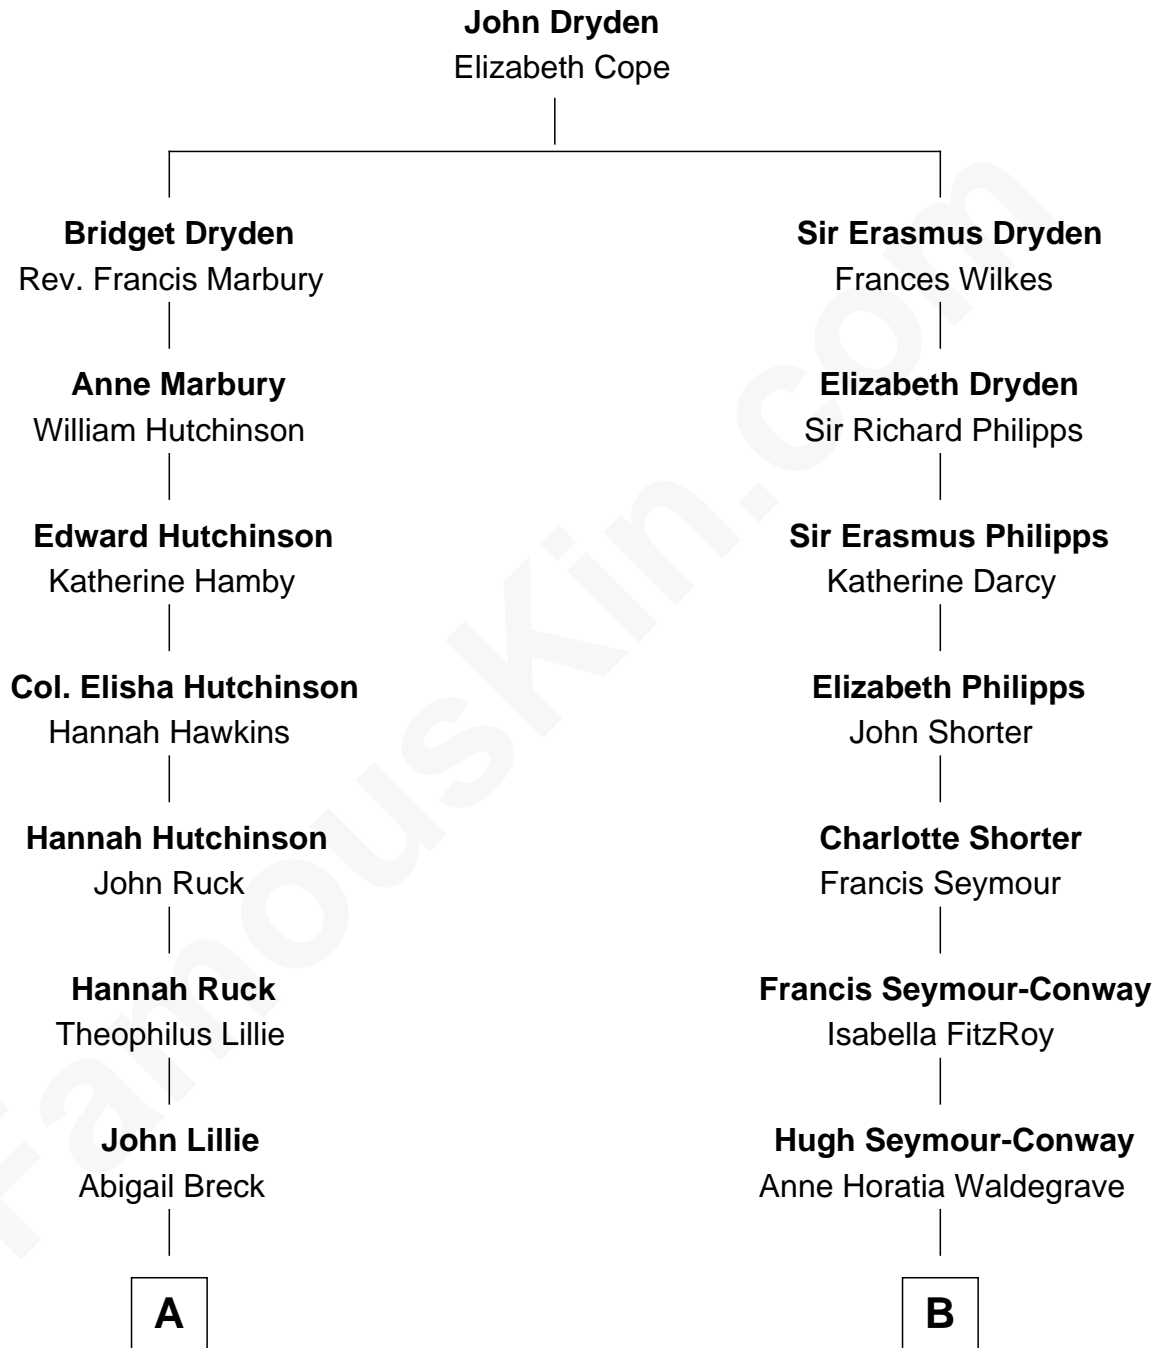 John Dryden
Elizabeth Cope
Bridget Dryden
Rev. Francis Marbury
Sir Erasmus Dryden
Frances Wilkes
Anne Marbury
William Hutchinson
Elizabeth Dryden
Sir Richard Philipps
Edward Hutchinson
Katherine Hamby
Sir Erasmus Philipps
Katherine Darcy
Col. Elisha Hutchinson
Hannah Hawkins
Elizabeth Philipps
John Shorter
Hannah Hutchinson
John Ruck
Charlotte Shorter
Francis Seymour
Hannah Ruck
Theophilus Lillie
Francis Seymour-Conway
Isabella FitzRoy
John Lillie
Abigail Breck
Hugh Seymour-Conway
Anne Horatia Waldegrave
A
B
FamousKin.com